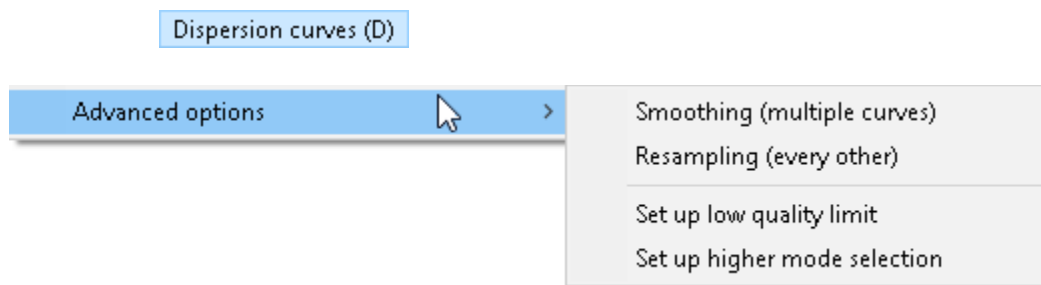 Dispersion curves (D)
Advanced options >
Smoothing (multiple curves)
Resampling (every other)
Set up low quality limit
Set up higher mode selection